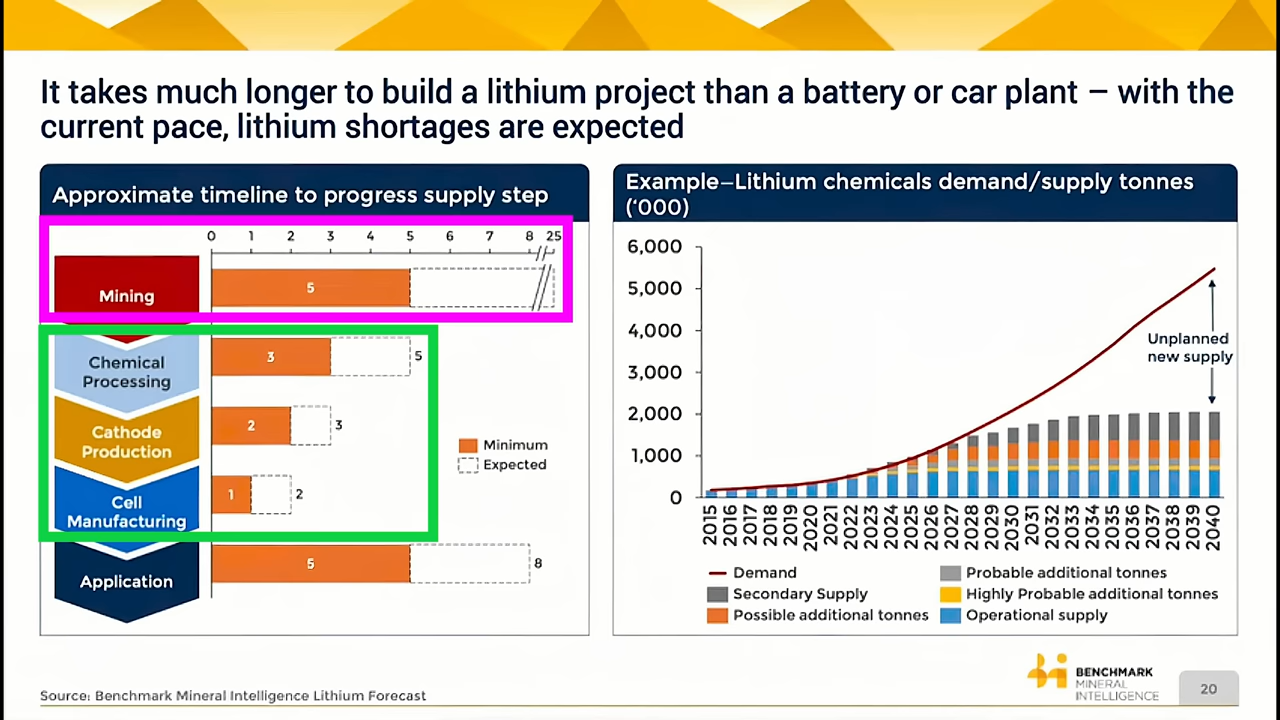 It takes much longer to build a lithium project than a battery or car plant – with the
current pace, lithium shortages are expected
Approximate timeline to progress supply step
0 1 2 3 4 5 6 7 8 25
Mining
5
Chemical
Processing
3
5
Cathode
Production
2
3
Cell
Manufacturing
1
2
Application
5
8
Minimum
Expected
Example–Lithium chemicals demand/supply tonnes
(‘000)
6,000
5,000
4,000
3,000
2,000
1,000
0
Unplanned
new supply
2015 2016 2017 2018 2019 2020 2021 2022 2023 2024 2025 2026 2027 2028 2029 2030 2031 2032 2033 2034 2035 2036 2037 2038 2039 2040
Demand
Probable additional tonnes
Secondary Supply
Highly Probable additional tonnes
Possible additional tonnes
Operational supply
Source: Benchmark Mineral Intelligence Lithium Forecast
BENCHMARK
MINERAL
INTELLIGENCE
20